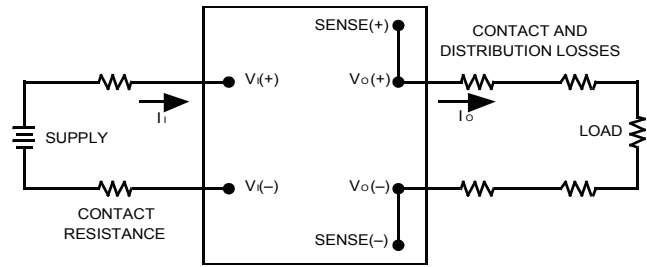 SENSE(+)
CONTACT AND
DISTRIBUTION LOSSES
VI(+)
VO(+)
II
IO
SUPPLY
LOAD
VI(–)
VO(–)
CONTACT
RESISTANCE
SENSE(–)